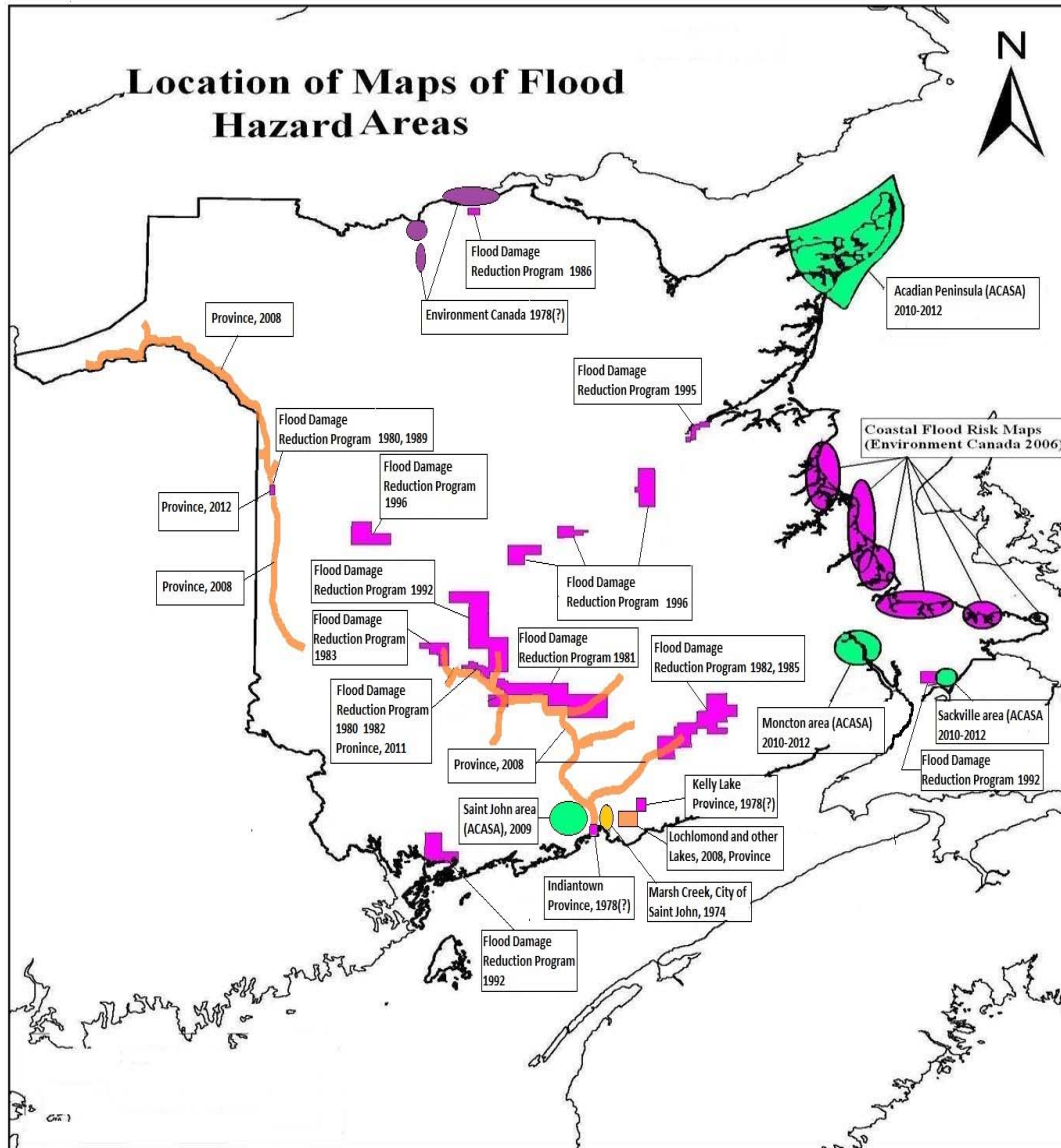 Location of Maps of Flood
Hazard Areas
N
Flood Damage
Reduction Program 1986
Environment Canada 1978(?)
Acadian Peninsula (ACASA)
2010-2012
Province, 2008
Flood Damage
Reduction Program 1995
Flood Damage
Reduction Program 1980, 1989
Coastal Flood Risk Maps
(Environment Canada 2006)
Flood Damage
Reduction Program
1996
Province, 2012
Province, 2008
Flood Damage
Reduction Program 1992
Flood Damage
Reduction Program 1996
Flood Damage
Reduction Program
1983
Flood Damage
Reduction Program 1981
Flood Damage
Reduction Program 1982, 1985
Flood Damage
Reduction Program
1980 1982
Pronince, 2011
Moncton area (ACASA)
2010-2012
Sackville area (ACASA
2010-2012
Province, 2008
Flood Damage
Reduction Program 1992
Kelly Lake
Province, 1978(?)
Saint John area
(ACASA), 2009
Lochlomond and other
Lakes, 2008, Province
Indiantown
Province, 1978(?)
Marsh Creek, City of
Saint John, 1974
Flood Damage
Reduction Program
1992